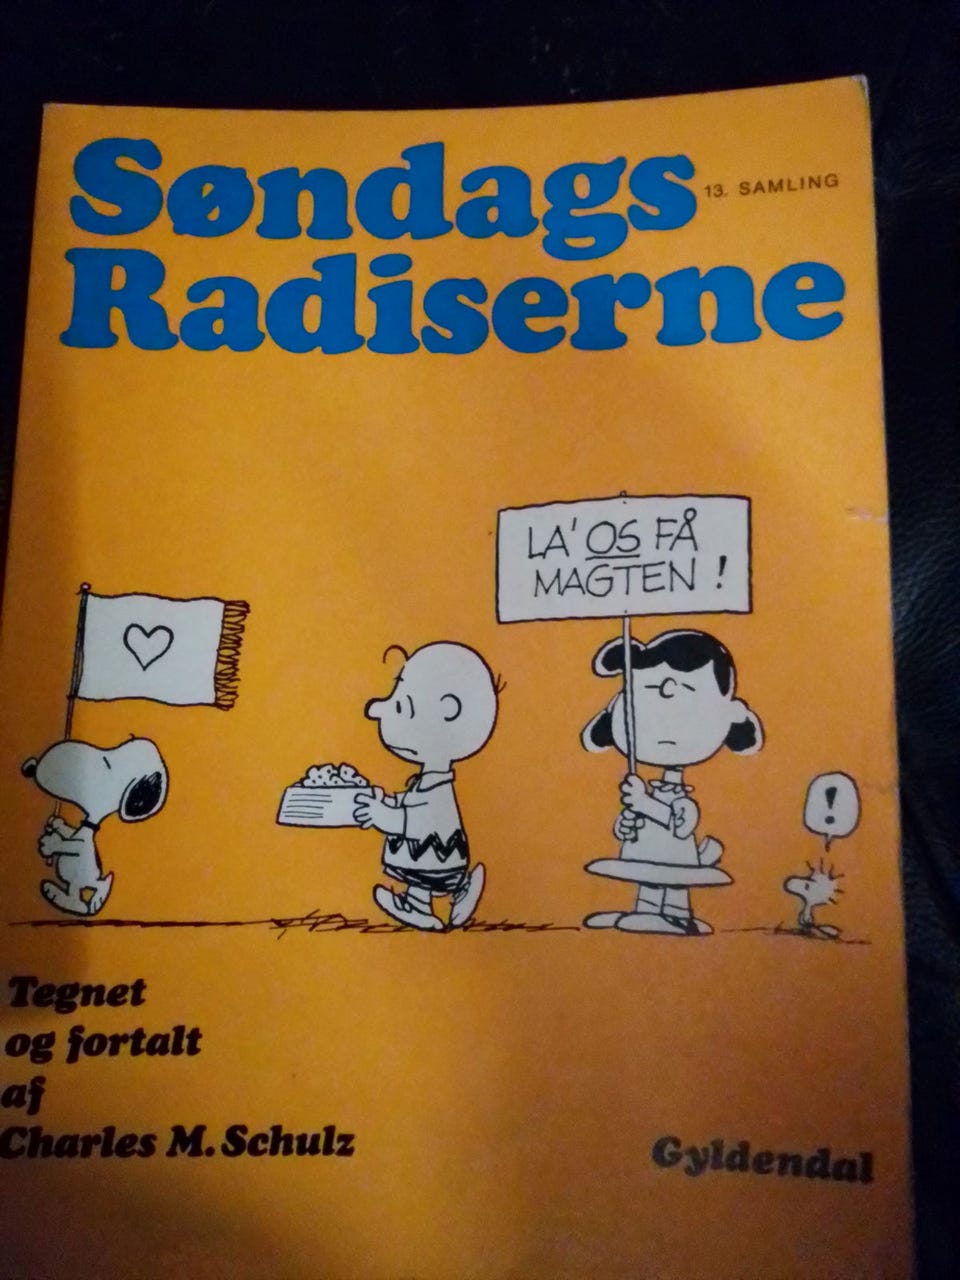 Søndags
13. SAMLING
Radiserne
LA' OS FÅ
MAGTEN !
!
Tegnet
og fortalt
af
Charles M. Schulz
Gyldendal